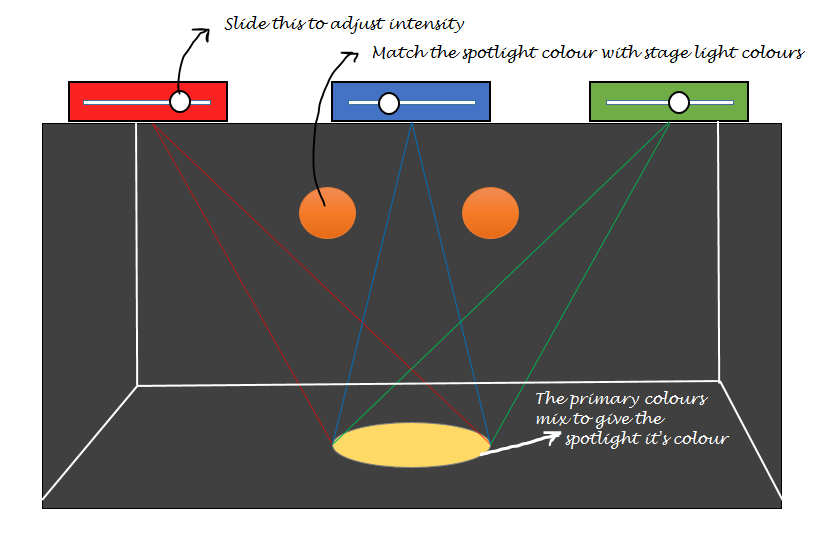 Slide this to adjust intensity
Match the spotlight colour with stage light colours
The primary colours
mix to give the
spotlight it's colour